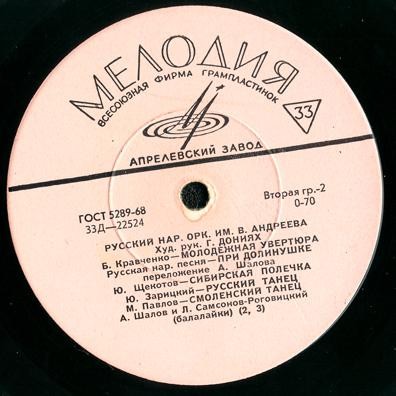 МЕЛОДИЯ
ВСЕСОЮЗНАЯ ФИРМА ГРАМПЛАСТИНОК
33
АПРЕЛЕВСКИЙ ЗАВОД
ГОСТ 5289-68
33Д—22524
Вторая гр.-2
0-70
РУССКИЙ НАР. ОРК. ИМ. В. АНДРЕЕВА
Худ. рук. Г. ДОНИЯХ
Б. Кравченко—МОЛОДЕЖНАЯ УВЕРТЮРА
Русская нар. песня—ПРИ ДОЛИНУШКЕ
переложение А. Шалова
Ю. Щекотов—СИБИРСКАЯ ПОЛЕЧКА
Ю. Зарицкий—РУССКИЙ ТАНЕЦ
М. Павлов—СМОЛЕНСКИЙ ТАНЕЦ
А. Шалов и Л. Самсонов-Роговицкий
(балалайки) (2, 3)